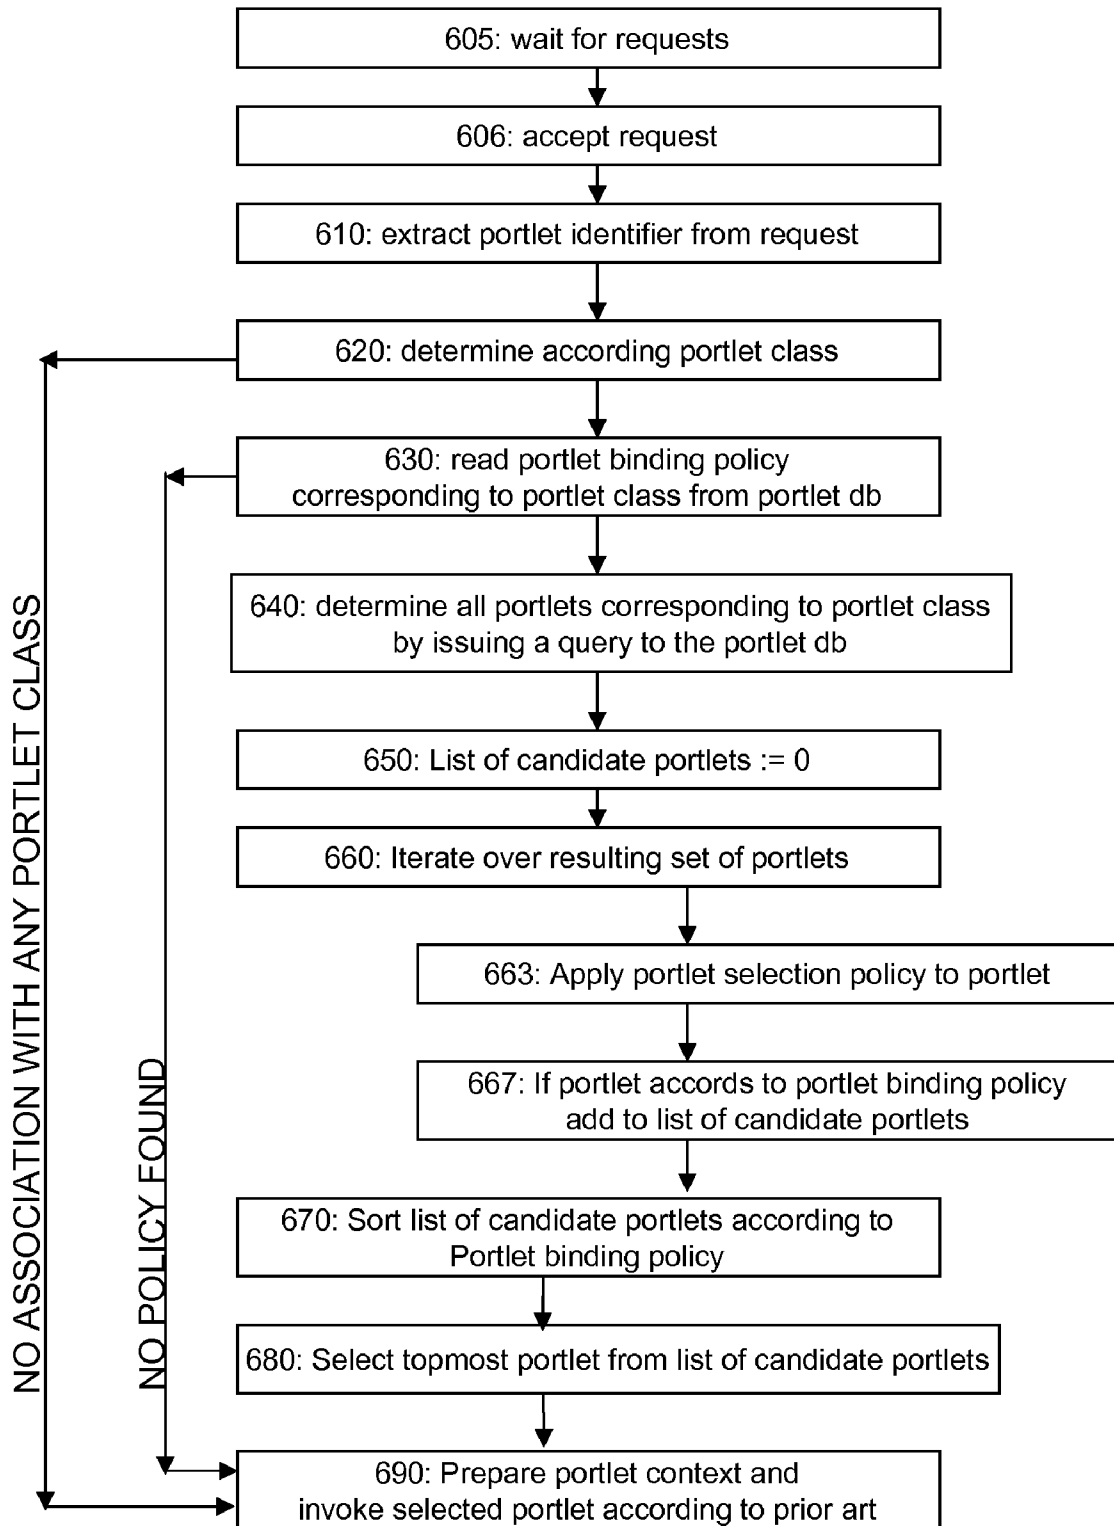 605: wait for requests
606: accept request
610: extract portlet identifier from request
620: determine according portlet class
630: read portlet binding policy
corresponding to portlet class from portlet db
640: determine all portlets corresponding to portlet class
by issuing a query to the portlet db
650: List of candidate portlets := 0
660: Iterate over resulting set of portlets
663: Apply portlet selection policy to portlet
667: If portlet accords to portlet binding policy
add to list of candidate portlets
670: Sort list of candidate portlets according to
Portlet binding policy
680: Select topmost portlet from list of candidate portlets
690: Prepare portlet context and
invoke selected portlet according to prior art
NO ASSOCIATION WITH ANY PORTLET CLASS
NO POLICY FOUND